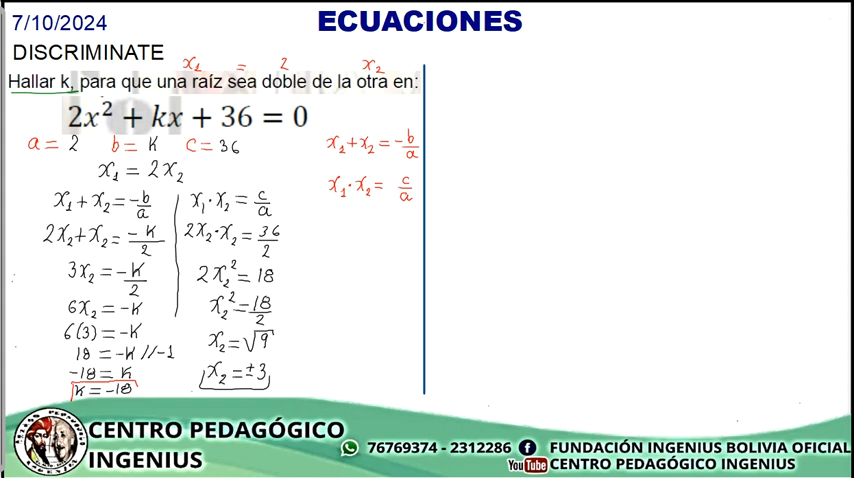 ECUACIONES
7/10/2024
DISCRIMINATE
x₁ = 2 x₂
Hallar k, para que una raíz sea doble de la otra en:
2x² + kx + 36 = 0
a = 2 b = K c = 36
x₁ = 2x₂
x₁ + x₂ = -b/a
2x₂ + x₂ = -K/2
3x₂ = -K/2
6x₂ = -K
6(3) = -K
18 = -K //-1
-18 = K
K = -18
x₁ · x₂ = c/a
2x₂ · x₂ = 36/2
2x₂² = 18
x₂² = 18/2
x₂ = √9
x₂ = ±3
x₁ + x₂ = -b/a
x₁ · x₂ = c/a
CENTRO PEDAGÓGICO
INGENIUS
76769374 - 2312286 FUNDACIÓN INGENIUS BOLIVIA OFICIAL
YouTube CENTRO PEDAGÓGICO INGENIUS